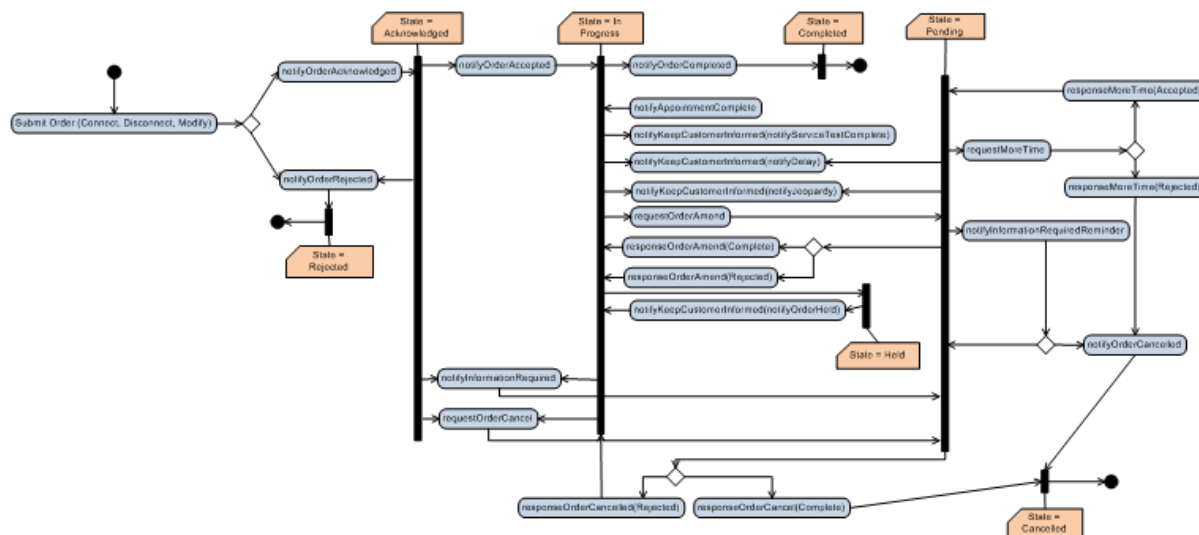 State =
Acknowledged
State = In
Progress
State =
Completed
State =
Pending
notifyOrderAcknowledged
notifyOrderAccepted
notifyOrderCompleted
responseMoreTime(Accepted)
notifyAppointmentComplete
Submit Order (Connect, Disconnect, Modify)
notifyKeepCustomerInformed(notifyServiceTestComplete)
requestMoreTime
notifyKeepCustomerInformed(notifyDelay)
notifyOrderRejected
notifyKeepCustomerInformed(notifyJeopardy)
responseMoreTime(Rejected)
requestOrderAmend
notifyInformationRequiredReminder
responseOrderAmend(Complete)
State =
Rejected
responseOrderAmend(Rejected)
notifyKeepCustomerInformed(notifyOrderHeld)
State = Held
notifyOrderCancelled
notifyInformationRequired
requestOrderCancel
responseOrderCancelled(Rejected)
responseOrderCancel(Complete)
State =
Cancelled